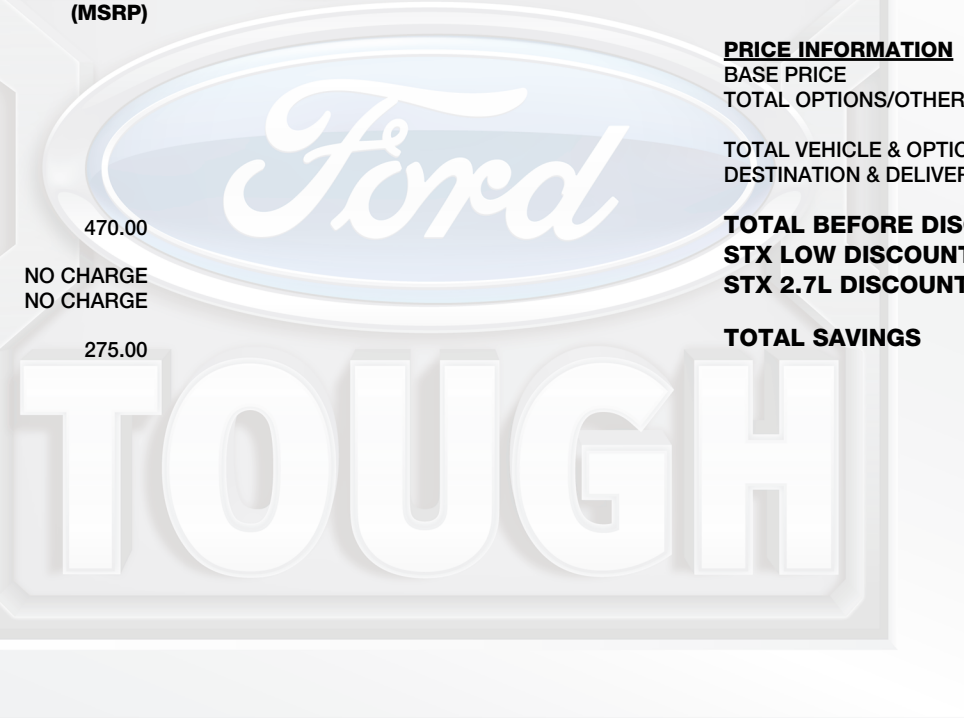 (MSRP)
470.00
NO CHARGE
NO CHARGE
275.00
PRICE INFORMATION
BASE PRICE
TOTAL OPTIONS/OTHER
TOTAL VEHICLE & OPTIO
DESTINATION & DELIVER
TOTAL BEFORE DIS
STX LOW DISCOUNT
STX 2.7L DISCOUNT
TOTAL SAVINGS
Ford
TOUGH